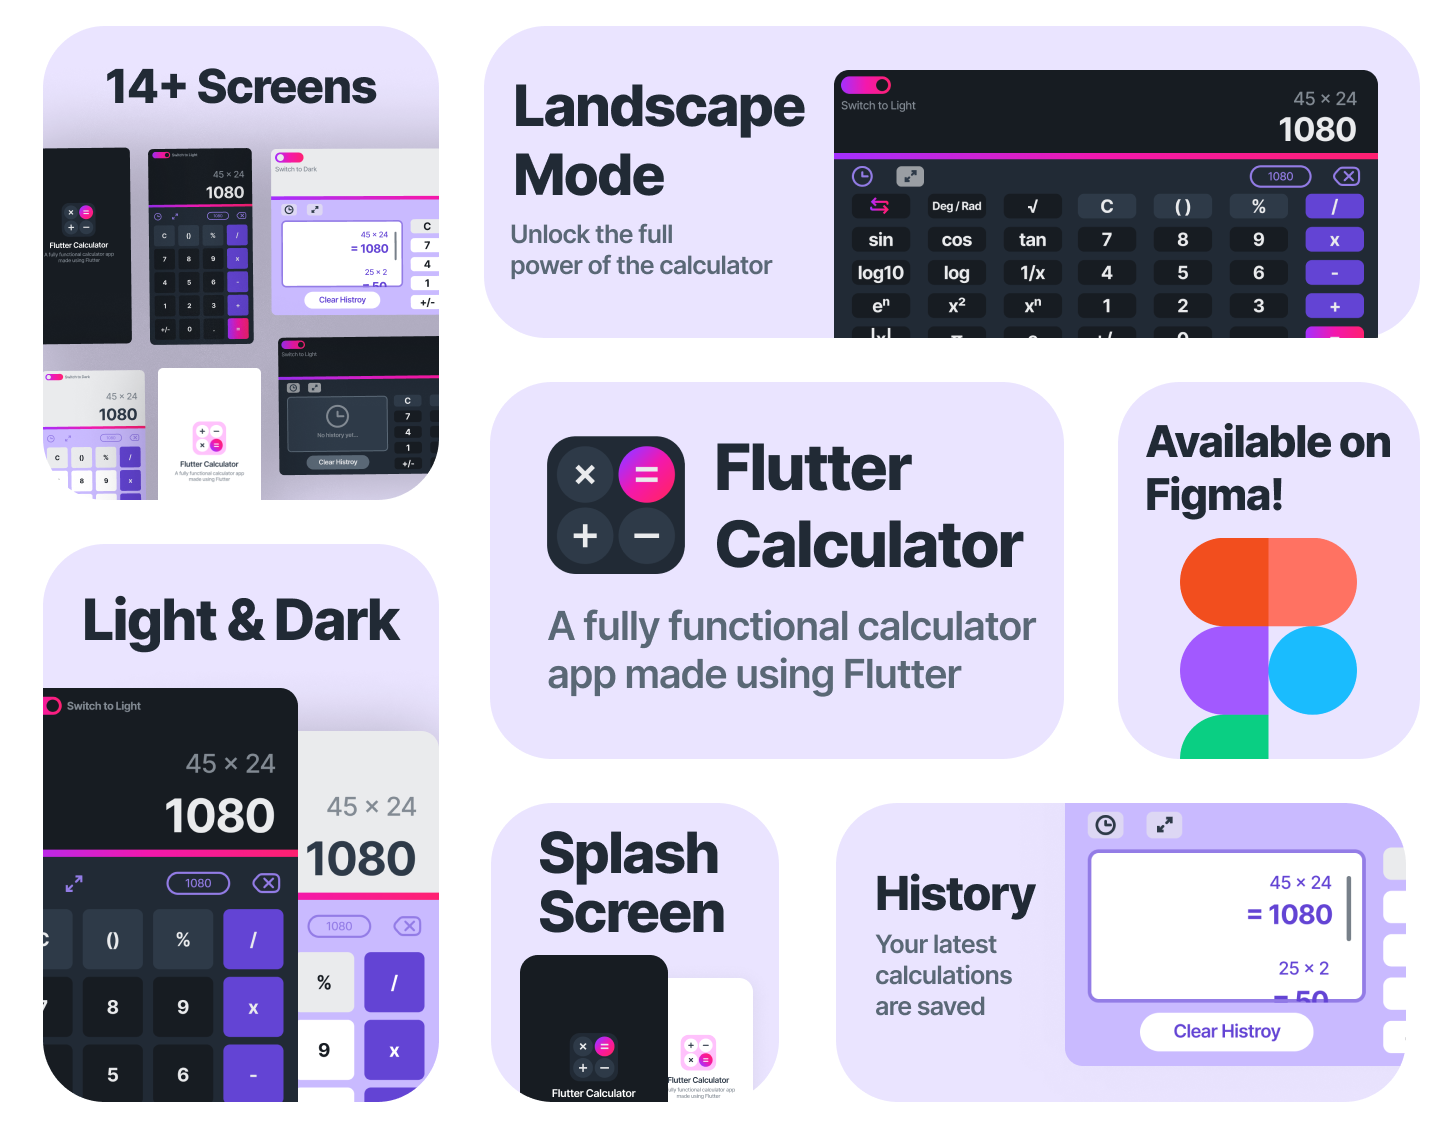 14+ Screens
Flutter Calculator
A fully functional calculator app
made using Flutter
Switch to Light
45 × 24
1080
1080
C () % /
7 8 9 x
4 5 6 -
1 2 3 +
+/- 0 . =
Switch to Dark
45 × 24
= 1080
25 × 2
= 50
Clear Histroy
C
7
4
1
+/-
Switch to Dark
45 × 24
1080
1080
C () % /
8 9 x
Flutter Calculator
A fully functional calculator app
made using Flutter
Switch to Light
No history yet...
Clear Histroy
C
7
4
1
+/-
Landscape
Mode
Unlock the full
power of the calculator
Switch to Light
45 × 24
1080
1080
Deg / Rad √ C ( ) % /
sin cos tan 7 8 9 x
log10 log 1/x 4 5 6 -
eⁿ x² xⁿ 1 2 3 +
|x| π e +/- 0 . =
Flutter
Calculator
A fully functional calculator
app made using Flutter
Available on
Figma!
Light & Dark
Switch to Light
45 × 24
1080
1080
C () % /
7 8 9 x
5 6 -
45 × 24
1080
1080
% /
9 x
Splash
Screen
Flutter Calculator
Flutter Calculator
fully functional calculator app
made using Flutter
History
Your latest
calculations
are saved
45 × 24
= 1080
25 × 2
= 50
Clear Histroy